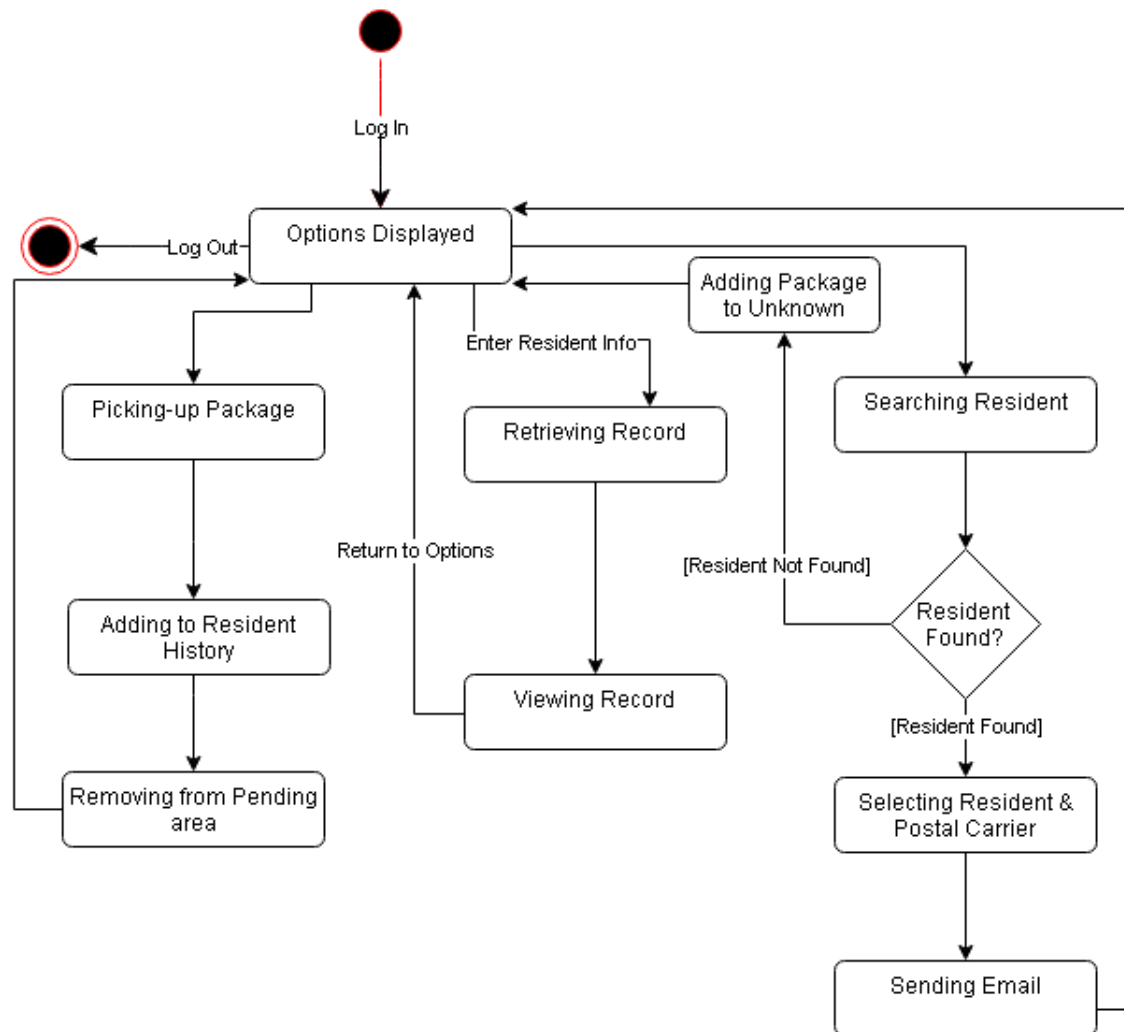 Log In
Options Displayed
Log Out
Adding Package
to Unknown
Enter Resident Info
Picking-up Package
Retrieving Record
Searching Resident
Return to Options
[Resident Not Found]
Adding to Resident
History
Resident
Found?
Viewing Record
[Resident Found]
Removing from Pending
area
Selecting Resident &
Postal Carrier
Sending Email